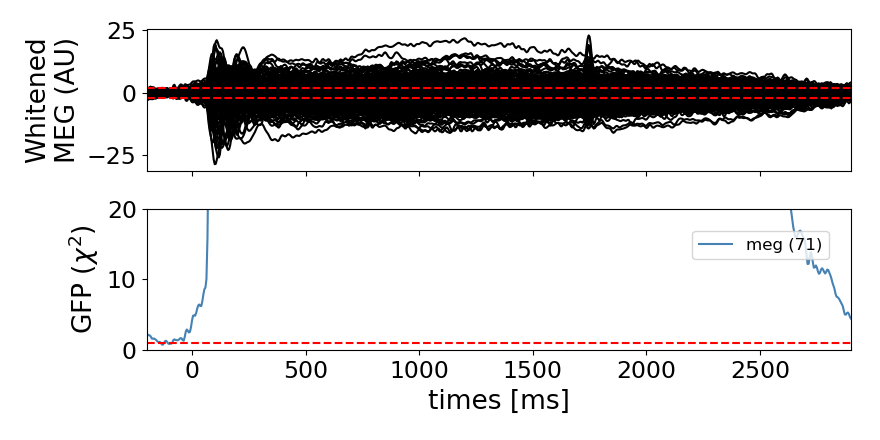 Whitened
MEG (AU)
25
0
−25
GFP (χ²)
20
10
0
meg (71)
0 500 1000 1500 2000 2500
times [ms]